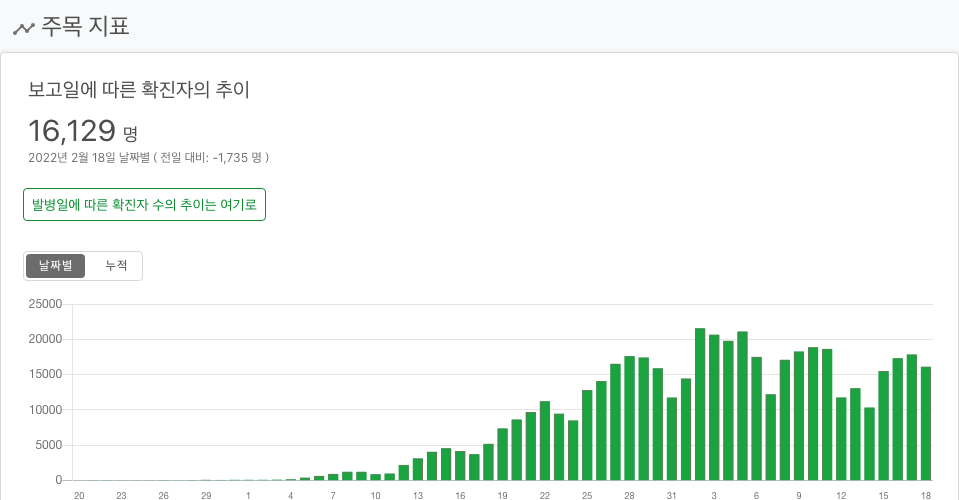 주목 지표
보고일에 따른 확진자의 추이
16,129 명
2022년 2월 18일 날짜별 ( 전일 대비: -1,735 명 )
발병일에 따른 확진자 수의 추이는 여기로
날짜별 누적
25000
20000
15000
10000
5000
0
20 23 26 29 1 4 7 10 13 16 19 22 25 28 31 3 6 9 12 15 18